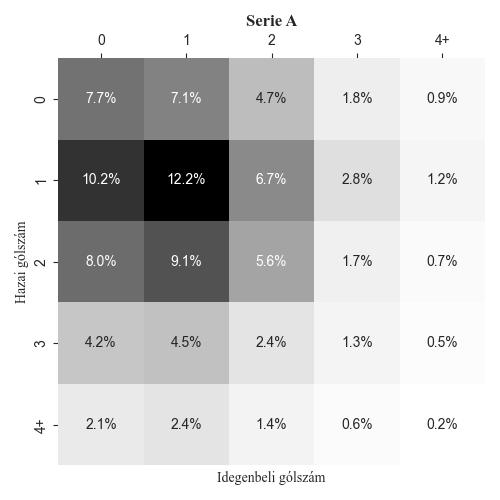 Serie A
0 1 2 3 4+
0 7.7% 7.1% 4.7% 1.8% 0.9%
1 10.2% 12.2% 6.7% 2.8% 1.2%
2 8.0% 9.1% 5.6% 1.7% 0.7%
3 4.2% 4.5% 2.4% 1.3% 0.5%
4+ 2.1% 2.4% 1.4% 0.6% 0.2%
Hazai gólszám
Idegenbeli gólszám